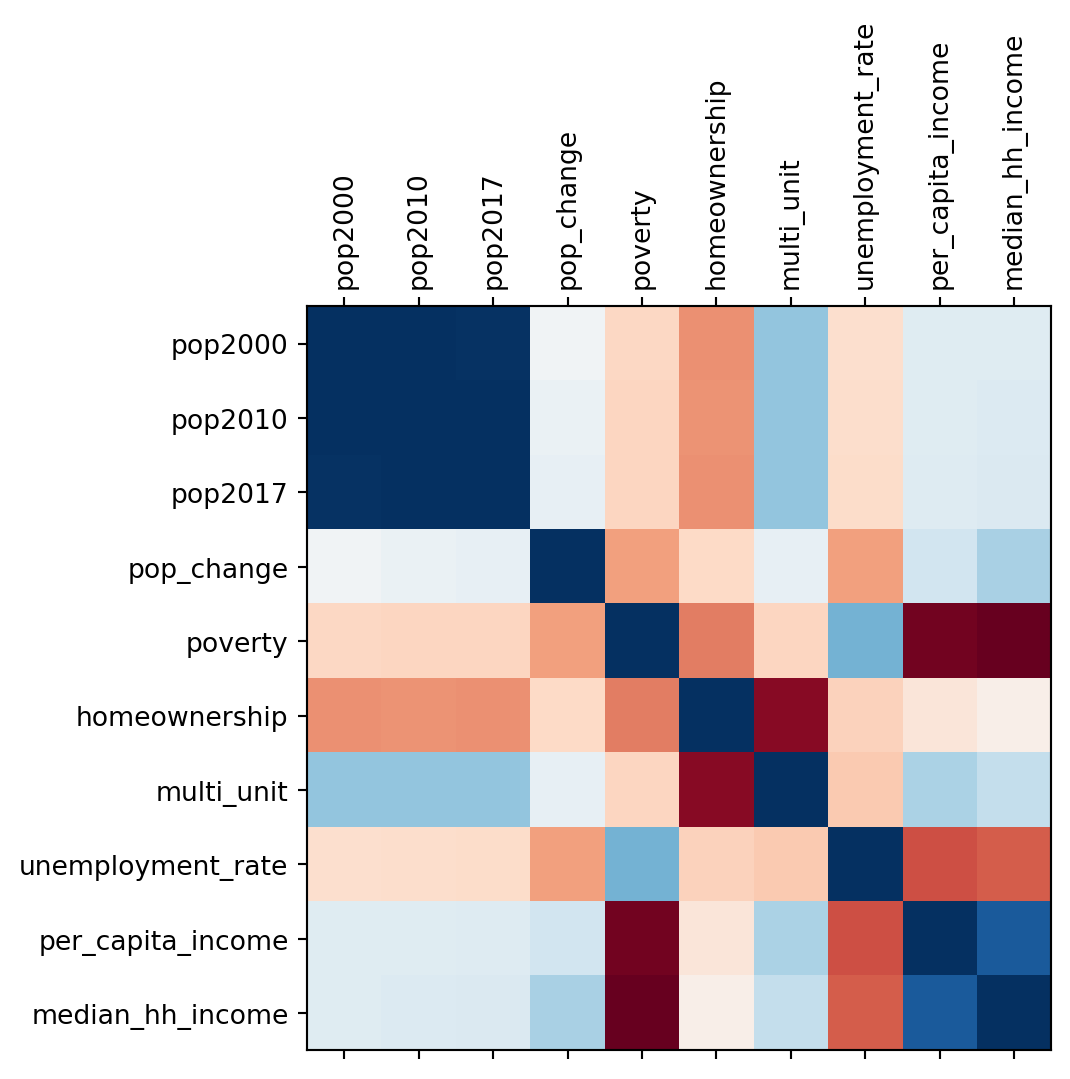 pop2000
pop2010
pop2017
pop_change
poverty
homeownership
multi_unit
unemployment_rate
per_capita_income
median_hh_income
pop2000
pop2010
pop2017
pop_change
poverty
homeownership
multi_unit
unemployment_rate
per_capita_income
median_hh_income